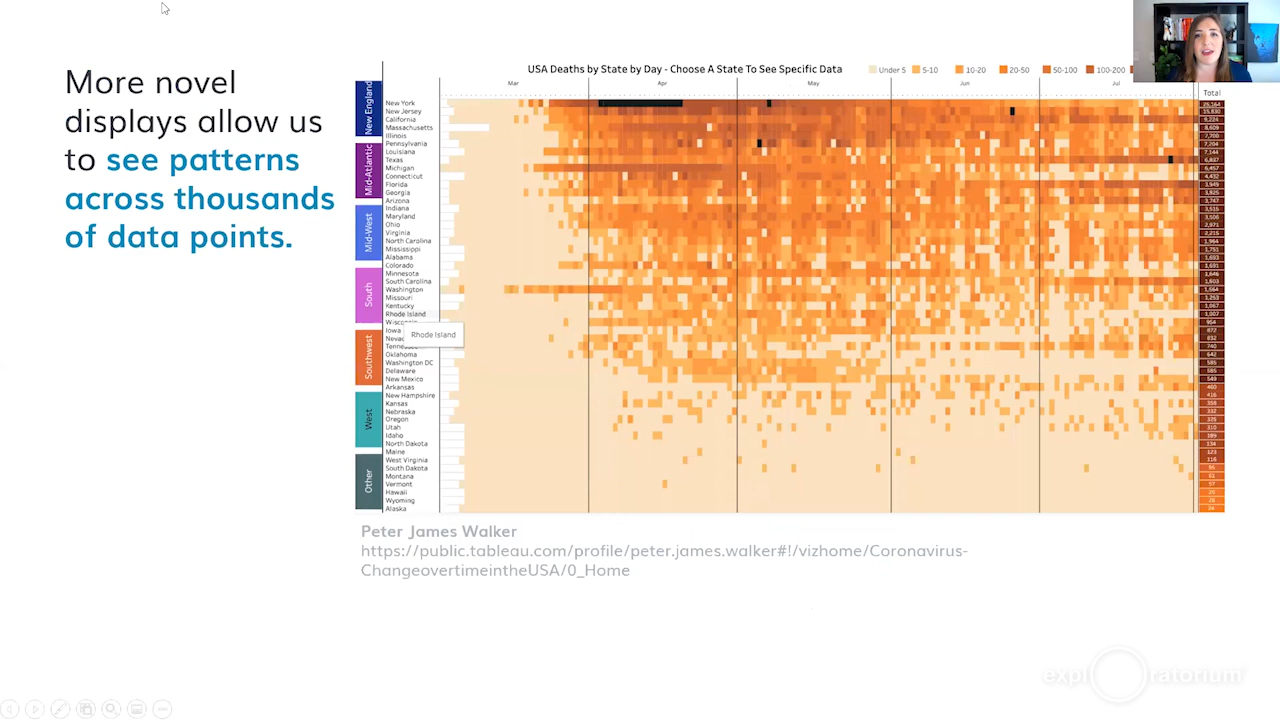 More novel
displays allow us
to see patterns
across thousands
of data points.
USA Deaths by State by Day - Choose A State To See Specific Data
Under 5
5-10
10-20
20-50
50-100
100-200
Mar
Apr
May
Jun
Jul
Total
New England
Mid-Atlantic
Mid-West
South
Southwest
West
Other
New York
New Jersey
California
Massachusetts
Illinois
Pennsylvania
Louisiana
Texas
Michigan
Connecticut
Florida
Georgia
Arizona
Indiana
Maryland
Ohio
Virginia
North Carolina
Mississippi
Alabama
Colorado
Minnesota
South Carolina
Washington
Missouri
Kentucky
Rhode Island
Rhode Island
Iowa
Oklahoma
Washington DC
Delaware
New Mexico
Arkansas
New Hampshire
Kansas
Nebraska
Oregon
Utah
Idaho
North Dakota
Maine
West Virginia
South Dakota
Montana
Vermont
Hawaii
Wyoming
Alaska
Peter James Walker
https://public.tableau.com/profile/peter.james.walker#!/vizhome/Coronavirus-
ChangeovertimeintheUSA/0_Home
expl ratorium